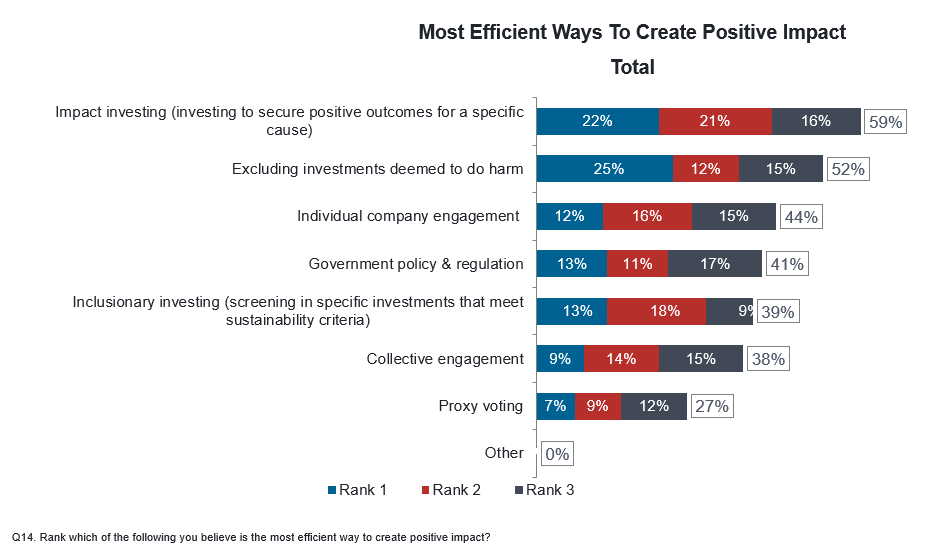 Most Efficient Ways To Create Positive Impact
Total
Impact investing (investing to secure positive outcomes for a specific
cause)
22% 21% 16% 59%
Excluding investments deemed to do harm
25% 12% 15% 52%
Individual company engagement
12% 16% 15% 44%
Government policy & regulation
13% 11% 17% 41%
Inclusionary investing (screening in specific investments that meet
sustainability criteria)
13% 18% 9% 39%
Collective engagement
9% 14% 15% 38%
Proxy voting
7% 9% 12% 27%
Other
0%
Rank 1 Rank 2 Rank 3
Q14. Rank which of the following you believe is the most efficient way to create positive impact?